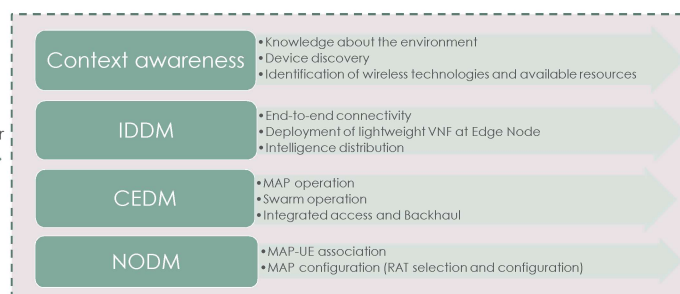 Context awareness
•Knowledge about the environment
•Device discovery
•Identification of wireless technologies and available resources
r
IDDM
•End-to-end connectivity
•Deployment of lightweight VNF at Edge Node
•Intelligence distribution
CEDM
•MAP operation
•Swarm operation
•Integrated access and Backhaul
NODM
•MAP-UE association
•MAP configuration (RAT selection and configuration)